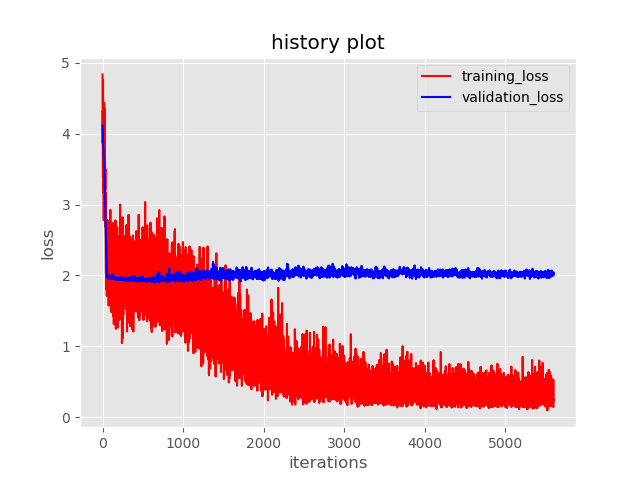 history plot
training_loss
validation_loss
loss
5
4
3
2
1
0
0 1000 2000 3000 4000 5000
iterations